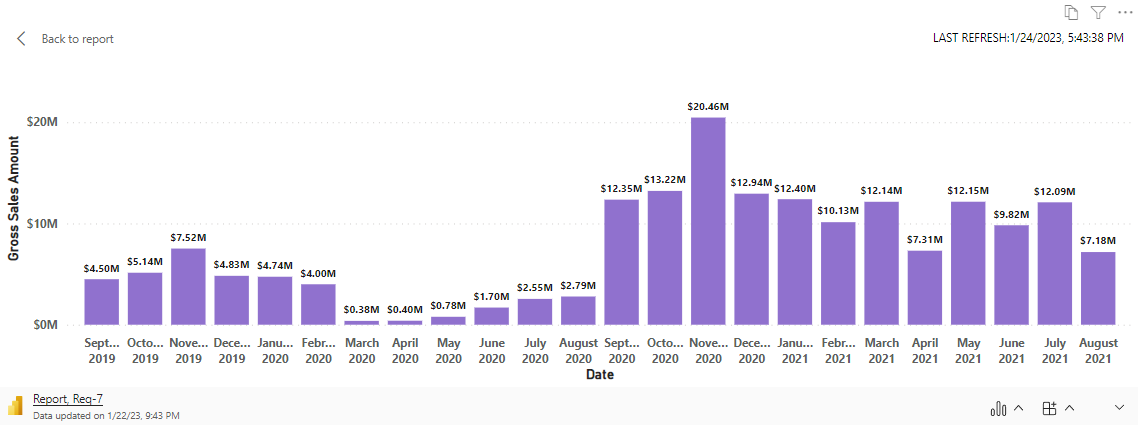 Back to report
LAST REFRESH:1/24/2023, 5:43:38 PM
Gross Sales Amount
$20M
$10M
$0M
$4.50M $5.14M $7.52M $4.83M $4.74M $4.00M $0.38M $0.40M $0.78M $1.70M $2.55M $2.79M $12.35M $13.22M $20.46M $12.94M $12.40M $10.13M $12.14M $7.31M $12.15M $9.82M $12.09M $7.18M
Sept... Octo... Nove... Dece... Janu... Febr... March April May June July August Sept... Octo... Nove... Dece... Janu... Febr... March April May June July August
2019 2019 2019 2019 2020 2020 2020 2020 2020 2020 2020 2020 2020 2020 2020 2020 2021 2021 2021 2021 2021 2021 2021 2021
Date
Report, Req-7
Data updated on 1/22/23, 9:43 PM